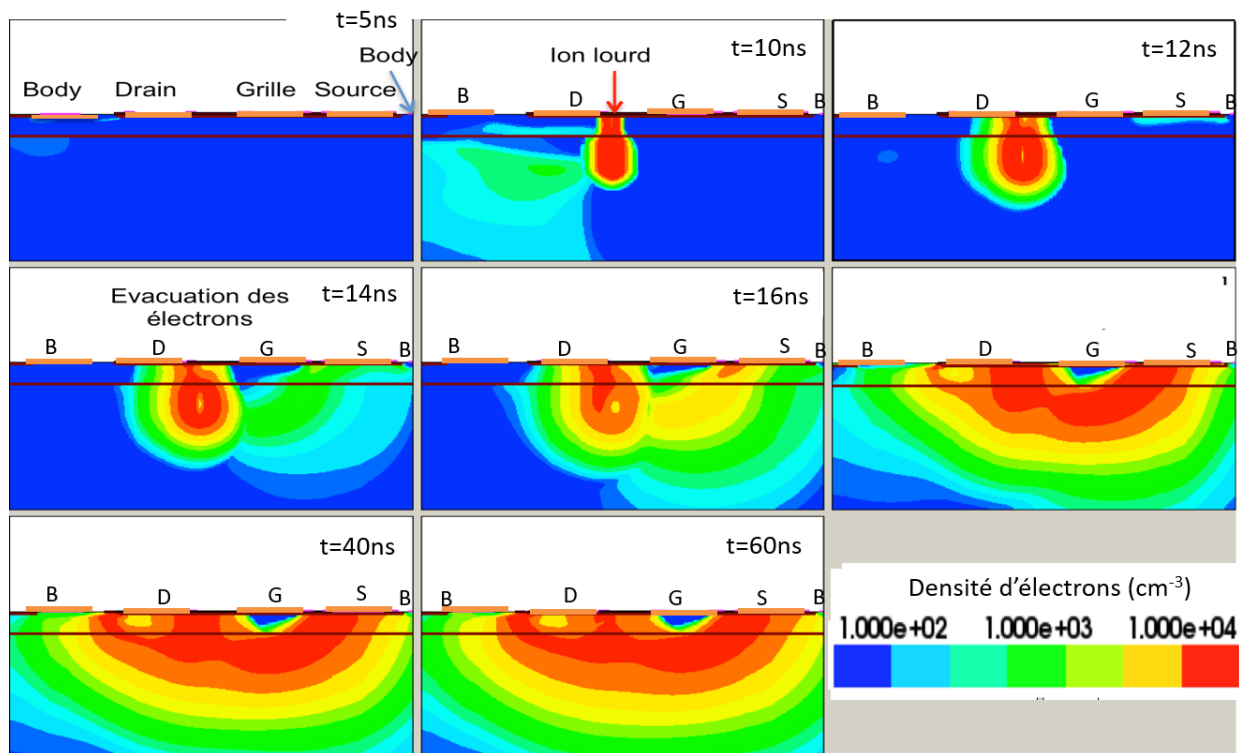 t=5ns
Body
Body Drain Grille Source
Ion lourd
t=10ns
B D G S B
t=12ns
B D G S B
Evacuation des
électrons
t=14ns
B D G S B
t=16ns
B D G S B
B D G S B
t=40ns
B D G S B
t=60ns
B D G S B
Densité d'électrons (cm-3)
1.000e+02 1.000e+03 1.000e+04